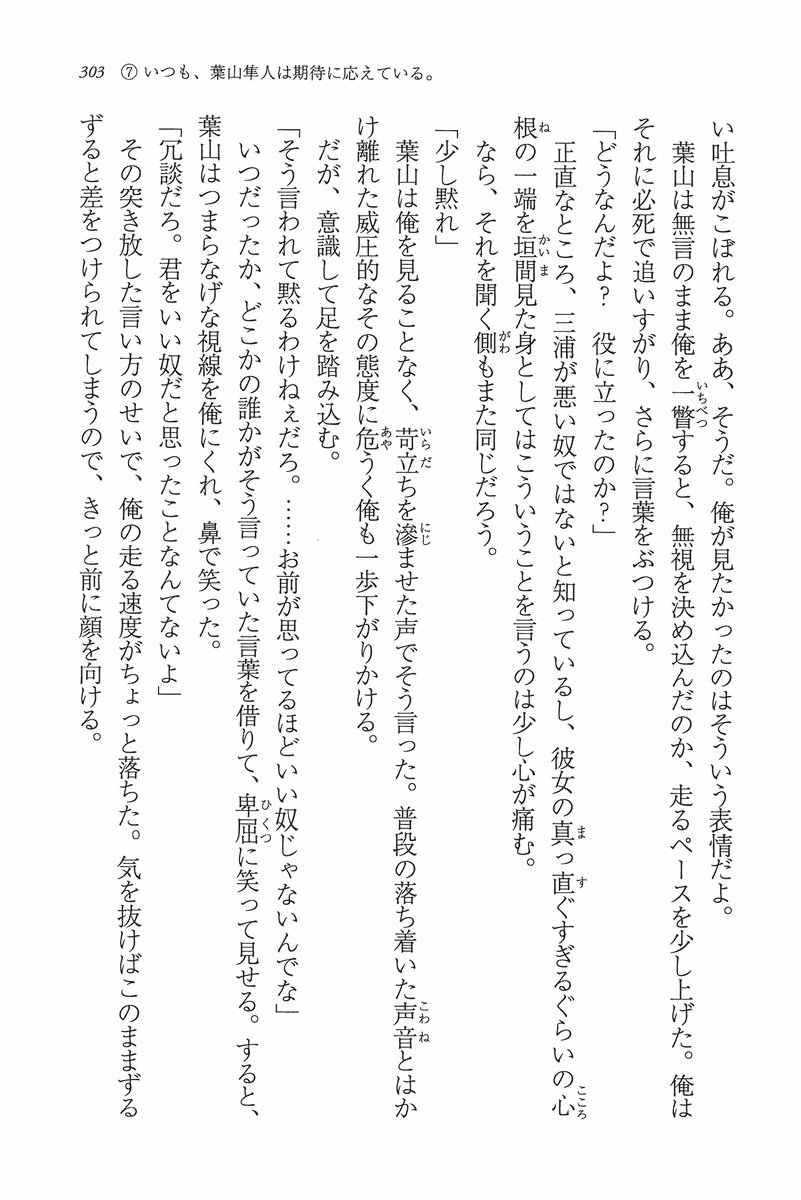 303 ⑦いつも、葉山隼人は期待に応えている。
い吐息がこぼれる。ああ、そうだ。俺が見たかったのはそういう表情だよ。
　葉山は無言のまま俺を一瞥すると、無視を決め込んだのか、走るペースを少し上げた。俺は
それに必死で追いすがり、さらに言葉をぶつける。
「どうなんだよ？　役に立ったのか？」
　正直なところ、三浦が悪い奴ではないと知っているし、彼女の真っ直ぐすぎるぐらいの心
根の一端を垣間見た身としてはこういうことを言うのは少し心が痛む。
　なら、それを聞く側もまた同じだろう。
「少し黙れ」
　葉山は俺を見ることなく、苛立ちを滲ませた声でそう言った。普段の落ち着いた声音とはか
け離れた威圧的なその態度に危うく俺も一歩下がりかける。
　だが、意識して足を踏み込む。
「そう言われて黙るわけねぇだろ。……お前が思ってるほどいい奴じゃないんでな」
　いつだったか、どこかの誰かがそう言っていた言葉を借りて、卑屈に笑って見せる。すると、
葉山はつまらなげな視線を俺にくれ、鼻で笑った。
「冗談だろ。君をいい奴だと思ったことなんてないよ」
　その突き放した言い方のせいで、俺の走る速度がちょっと落ちた。気を抜けばこのままずる
ずると差をつけられてしまうので、きっと前に顔を向ける。